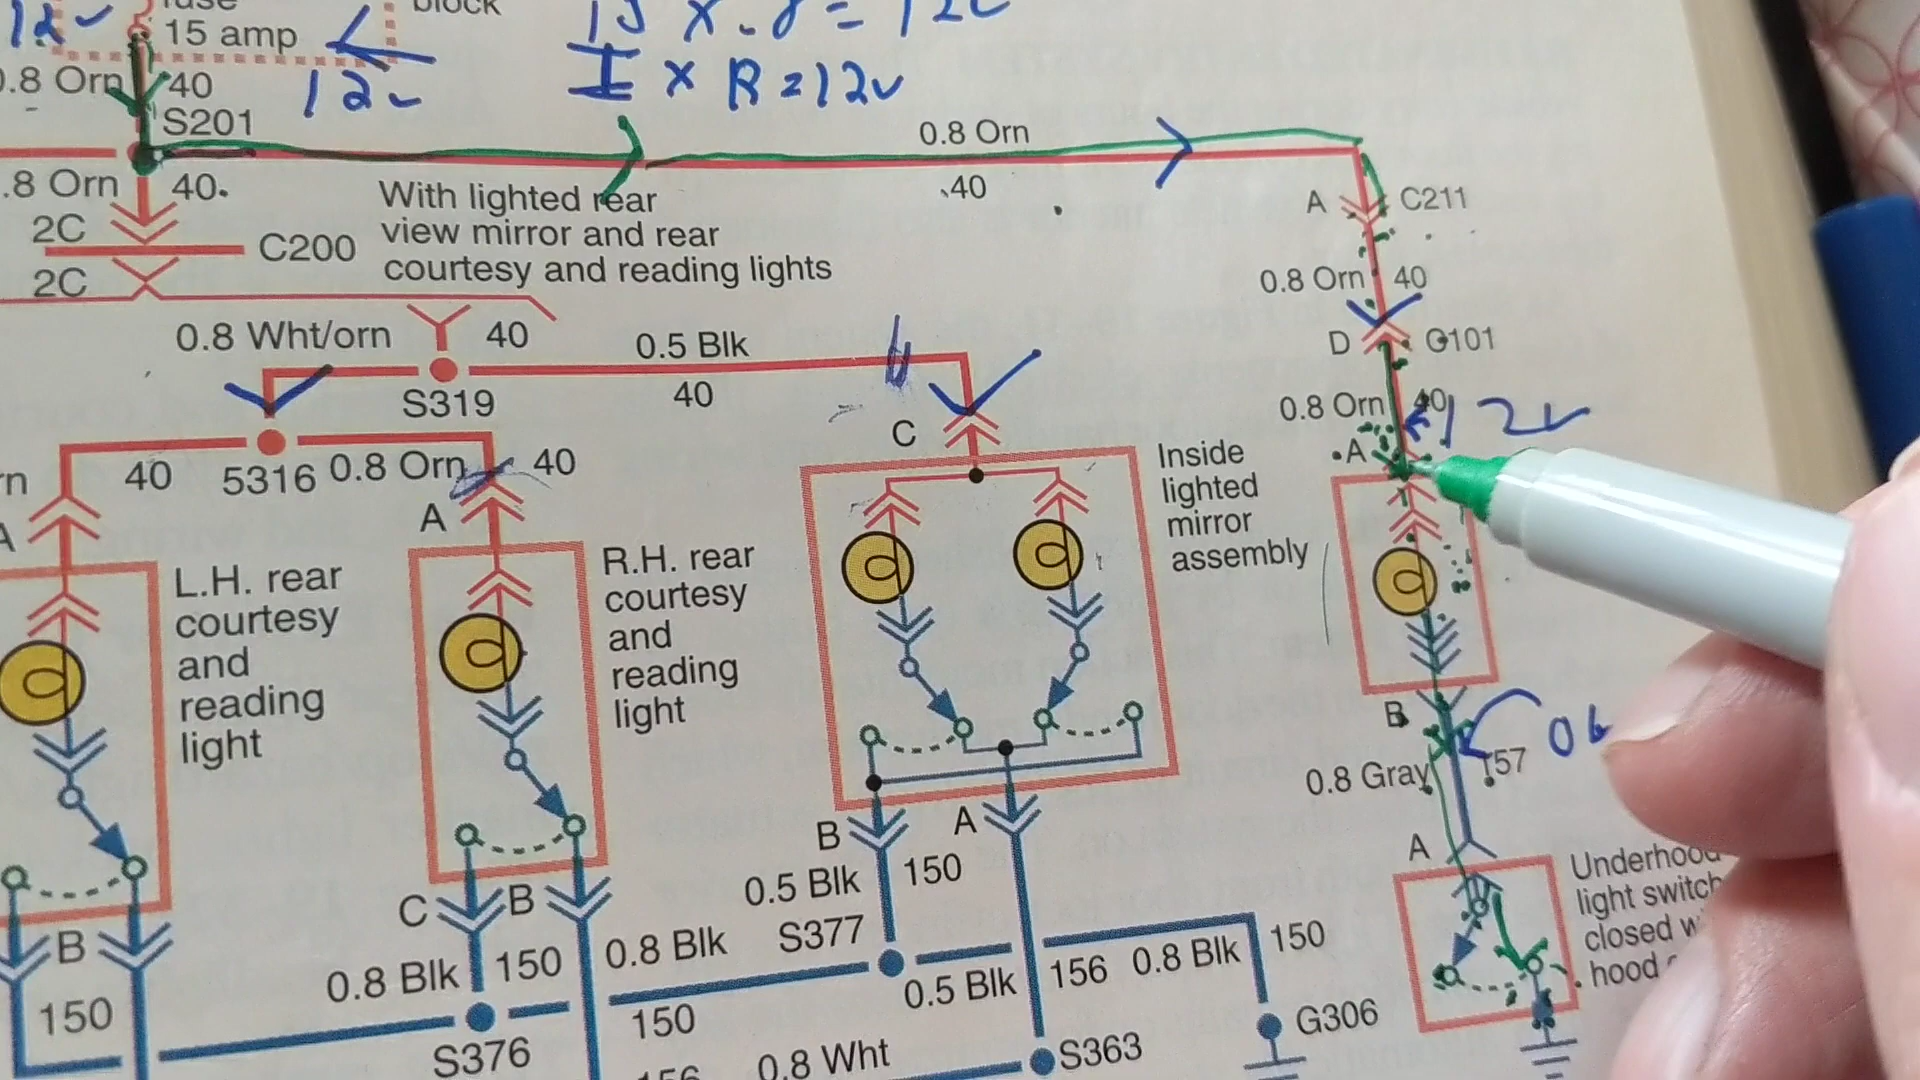 12v
15 amp
block
I x R = 12v
12v
0.8 Orn
40
S201
0.8 Orn
40
.8 Orn
40.
2C
C200
2C
With lighted rear
view mirror and rear
courtesy and reading lights
A
C211
0.8 Orn
40
D
0.8 Orn
40
12v
A
0.8 Wht/orn
40
S319
0.5 Blk
40
C
40
5316
0.8 Orn
40
A
A
L.H. rear
courtesy
and
reading
light
R.H. rear
courtesy
and
reading
light
Inside
lighted
mirror
assembly
B
0.8 Gray
157
A
Underhood
light switch
closed
hood
B
A
0.5 Blk
150
S377
0.5 Blk
156
0.8 Blk
150
G306
C
B
0.8 Blk
150
0.8 Blk
150
S376
B
150
156
0.8 Wht
S363